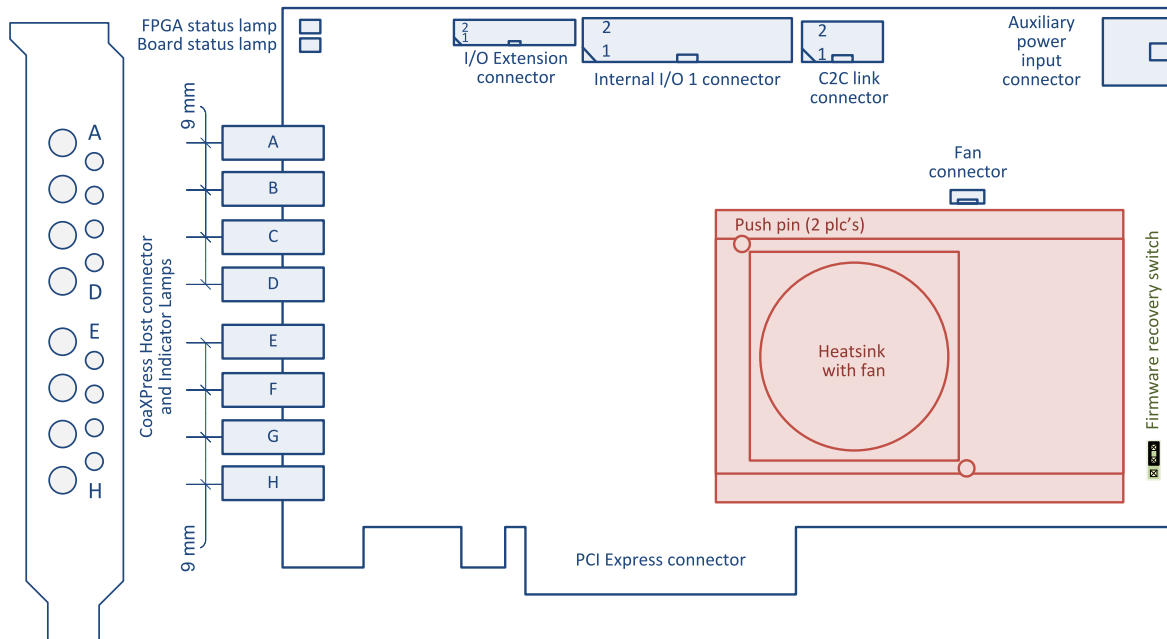 FPGA status lamp
Board status lamp
2
1
I/O Extension
connector
2
1
Internal I/O 1 connector
2
1
C2C link
connector
Auxiliary
power
input
connector
9 mm
A
D
E
H
CoaXPress Host connector
and Indicator Lamps
A
B
C
D
E
F
G
H
9 mm
Fan
connector
Push pin (2 plc's)
Heatsink
with fan
Firmware recovery switch
PCI Express connector